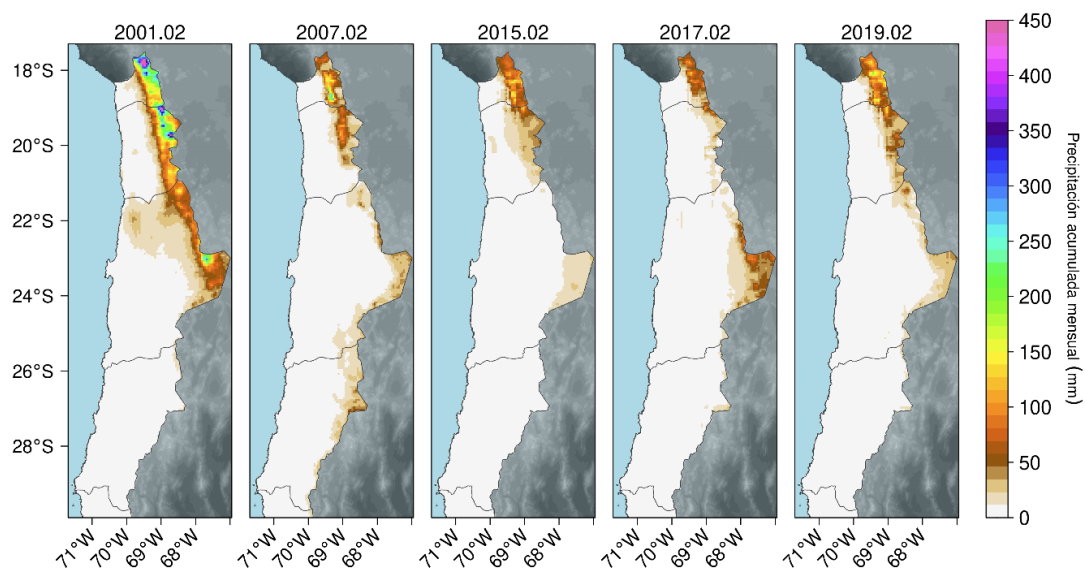 2001.02
2007.02
2015.02
2017.02
2019.02
18°S
20°S
22°S
24°S
26°S
28°S
71°W
70°W
69°W
68°W
71°W
70°W
69°W
68°W
71°W
70°W
69°W
68°W
71°W
70°W
69°W
68°W
71°W
70°W
69°W
68°W
450
400
350
300
250
200
150
100
50
0
Precipitación acumulada mensual (mm)